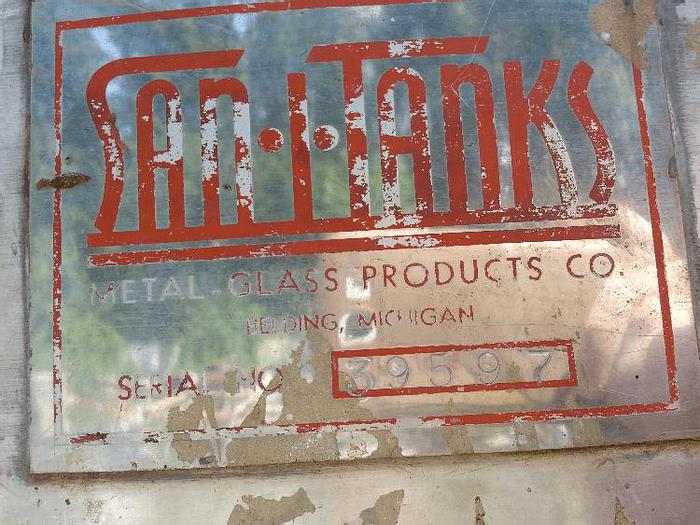 SAN·I·TANKS
METAL-GLASS PRODUCTS CO.
BELDING, MICHIGAN
SERIAL NO 39597